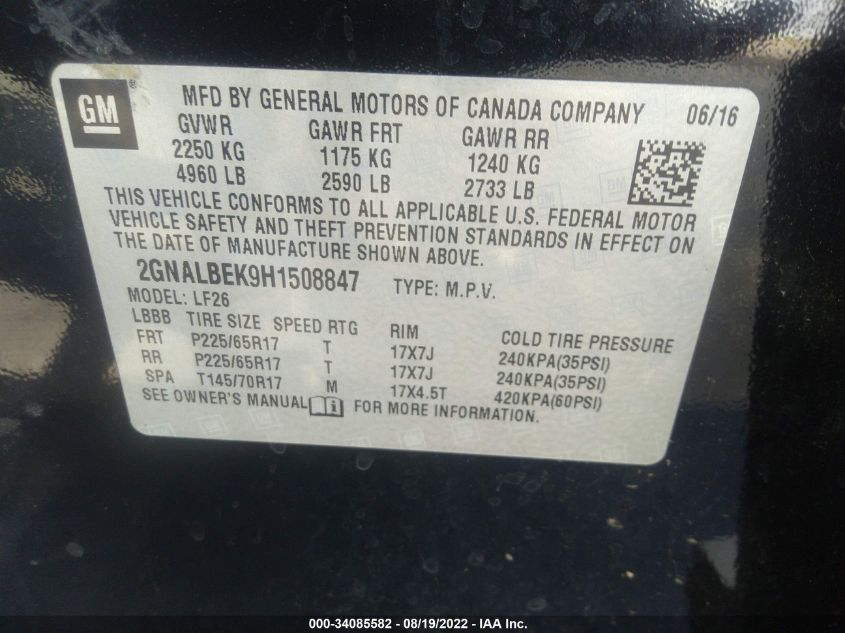 GM ® MFD BY GENERAL MOTORS OF CANADA COMPANY 06/16
GVWR GAWR FRT GAWR RR
2250 KG 1175 KG 1240 KG
4960 LB 2590 LB 2733 LB
THIS VEHICLE CONFORMS TO ALL APPLICABLE U.S. FEDERAL MOTOR
VEHICLE SAFETY AND THEFT PREVENTION STANDARDS IN EFFECT ON
THE DATE OF MANUFACTURE SHOWN ABOVE.
2GNALBEK9H1508847 TYPE: M.P.V.
MODEL: LF26
LBBB TIRE SIZE SPEED RTG RIM COLD TIRE PRESSURE
FRT P225/65R17 T 17X7J 240KPA(35PSI)
RR P225/65R17 T 17X7J 240KPA(35PSI)
SPA T145/70R17 M 17X4.5T 420KPA(60PSI)
SEE OWNER'S MANUAL FOR MORE INFORMATION.
000-34085582 / 08/19/2022 - IAA Inc.